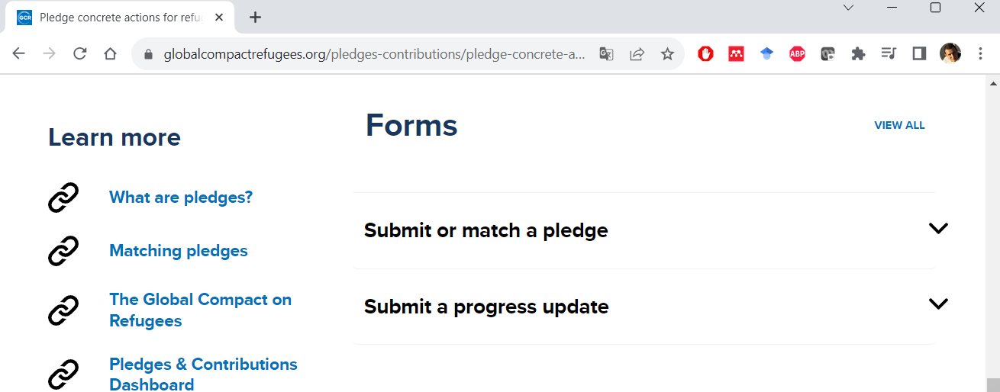 GCR
Pledge concrete actions for refu
globalcompactrefugees.org/pledges-contributions/pledge-concrete-a...
ABP
Learn more
What are pledges?
Matching pledges
The Global Compact on
Refugees
Pledges & Contributions
Dashboard
Forms
VIEW ALL
Submit or match a pledge
Submit a progress update